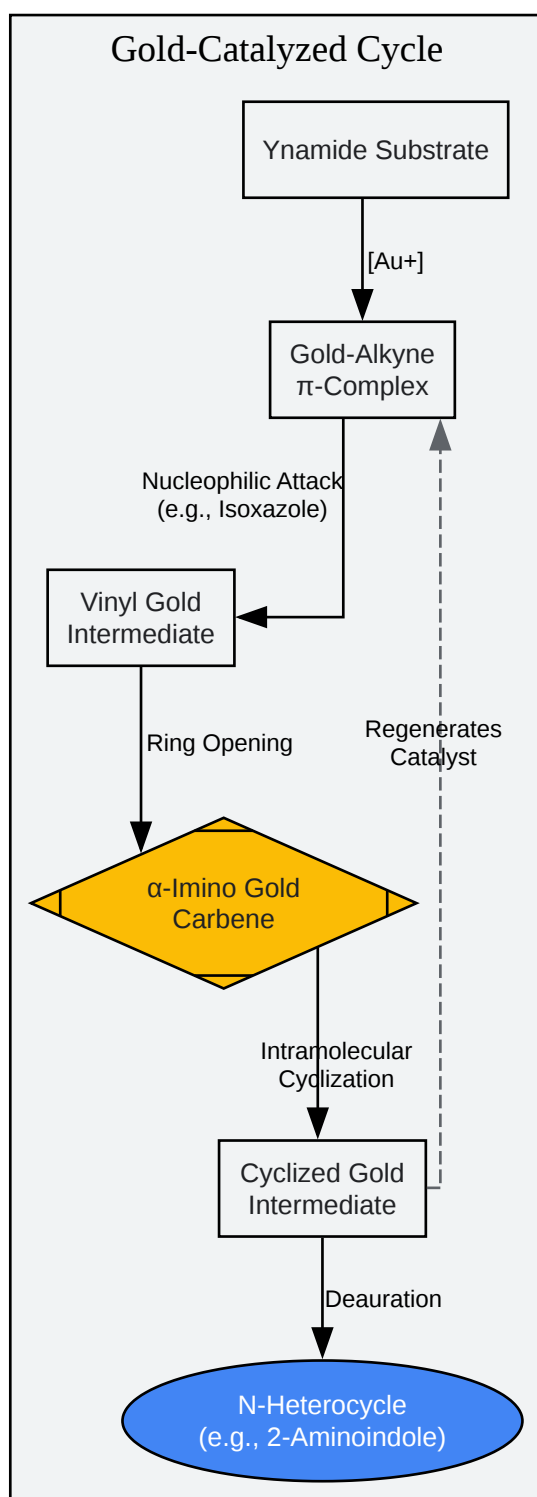 Gold-Catalyzed Cycle
Ynamide Substrate
[Au+]
Gold-Alkyne
π-Complex
Nucleophilic Attack
(e.g., Isoxazole)
Vinyl Gold
Intermediate
Ring Opening
Regenerates
Catalyst
α-Imino Gold
Carbene
Intramolecular
Cyclization
Cyclized Gold
Intermediate
Deauration
N-Heterocycle
(e.g., 2-Aminoindole)